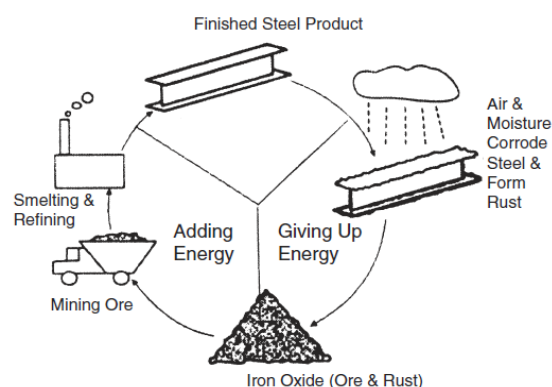 Finished Steel Product
Air &
Moisture
Corrode
Steel &
Form
Rust
Smelting &
Refining
Adding
Energy
Giving Up
Energy
Mining Ore
Iron Oxide (Ore & Rust)